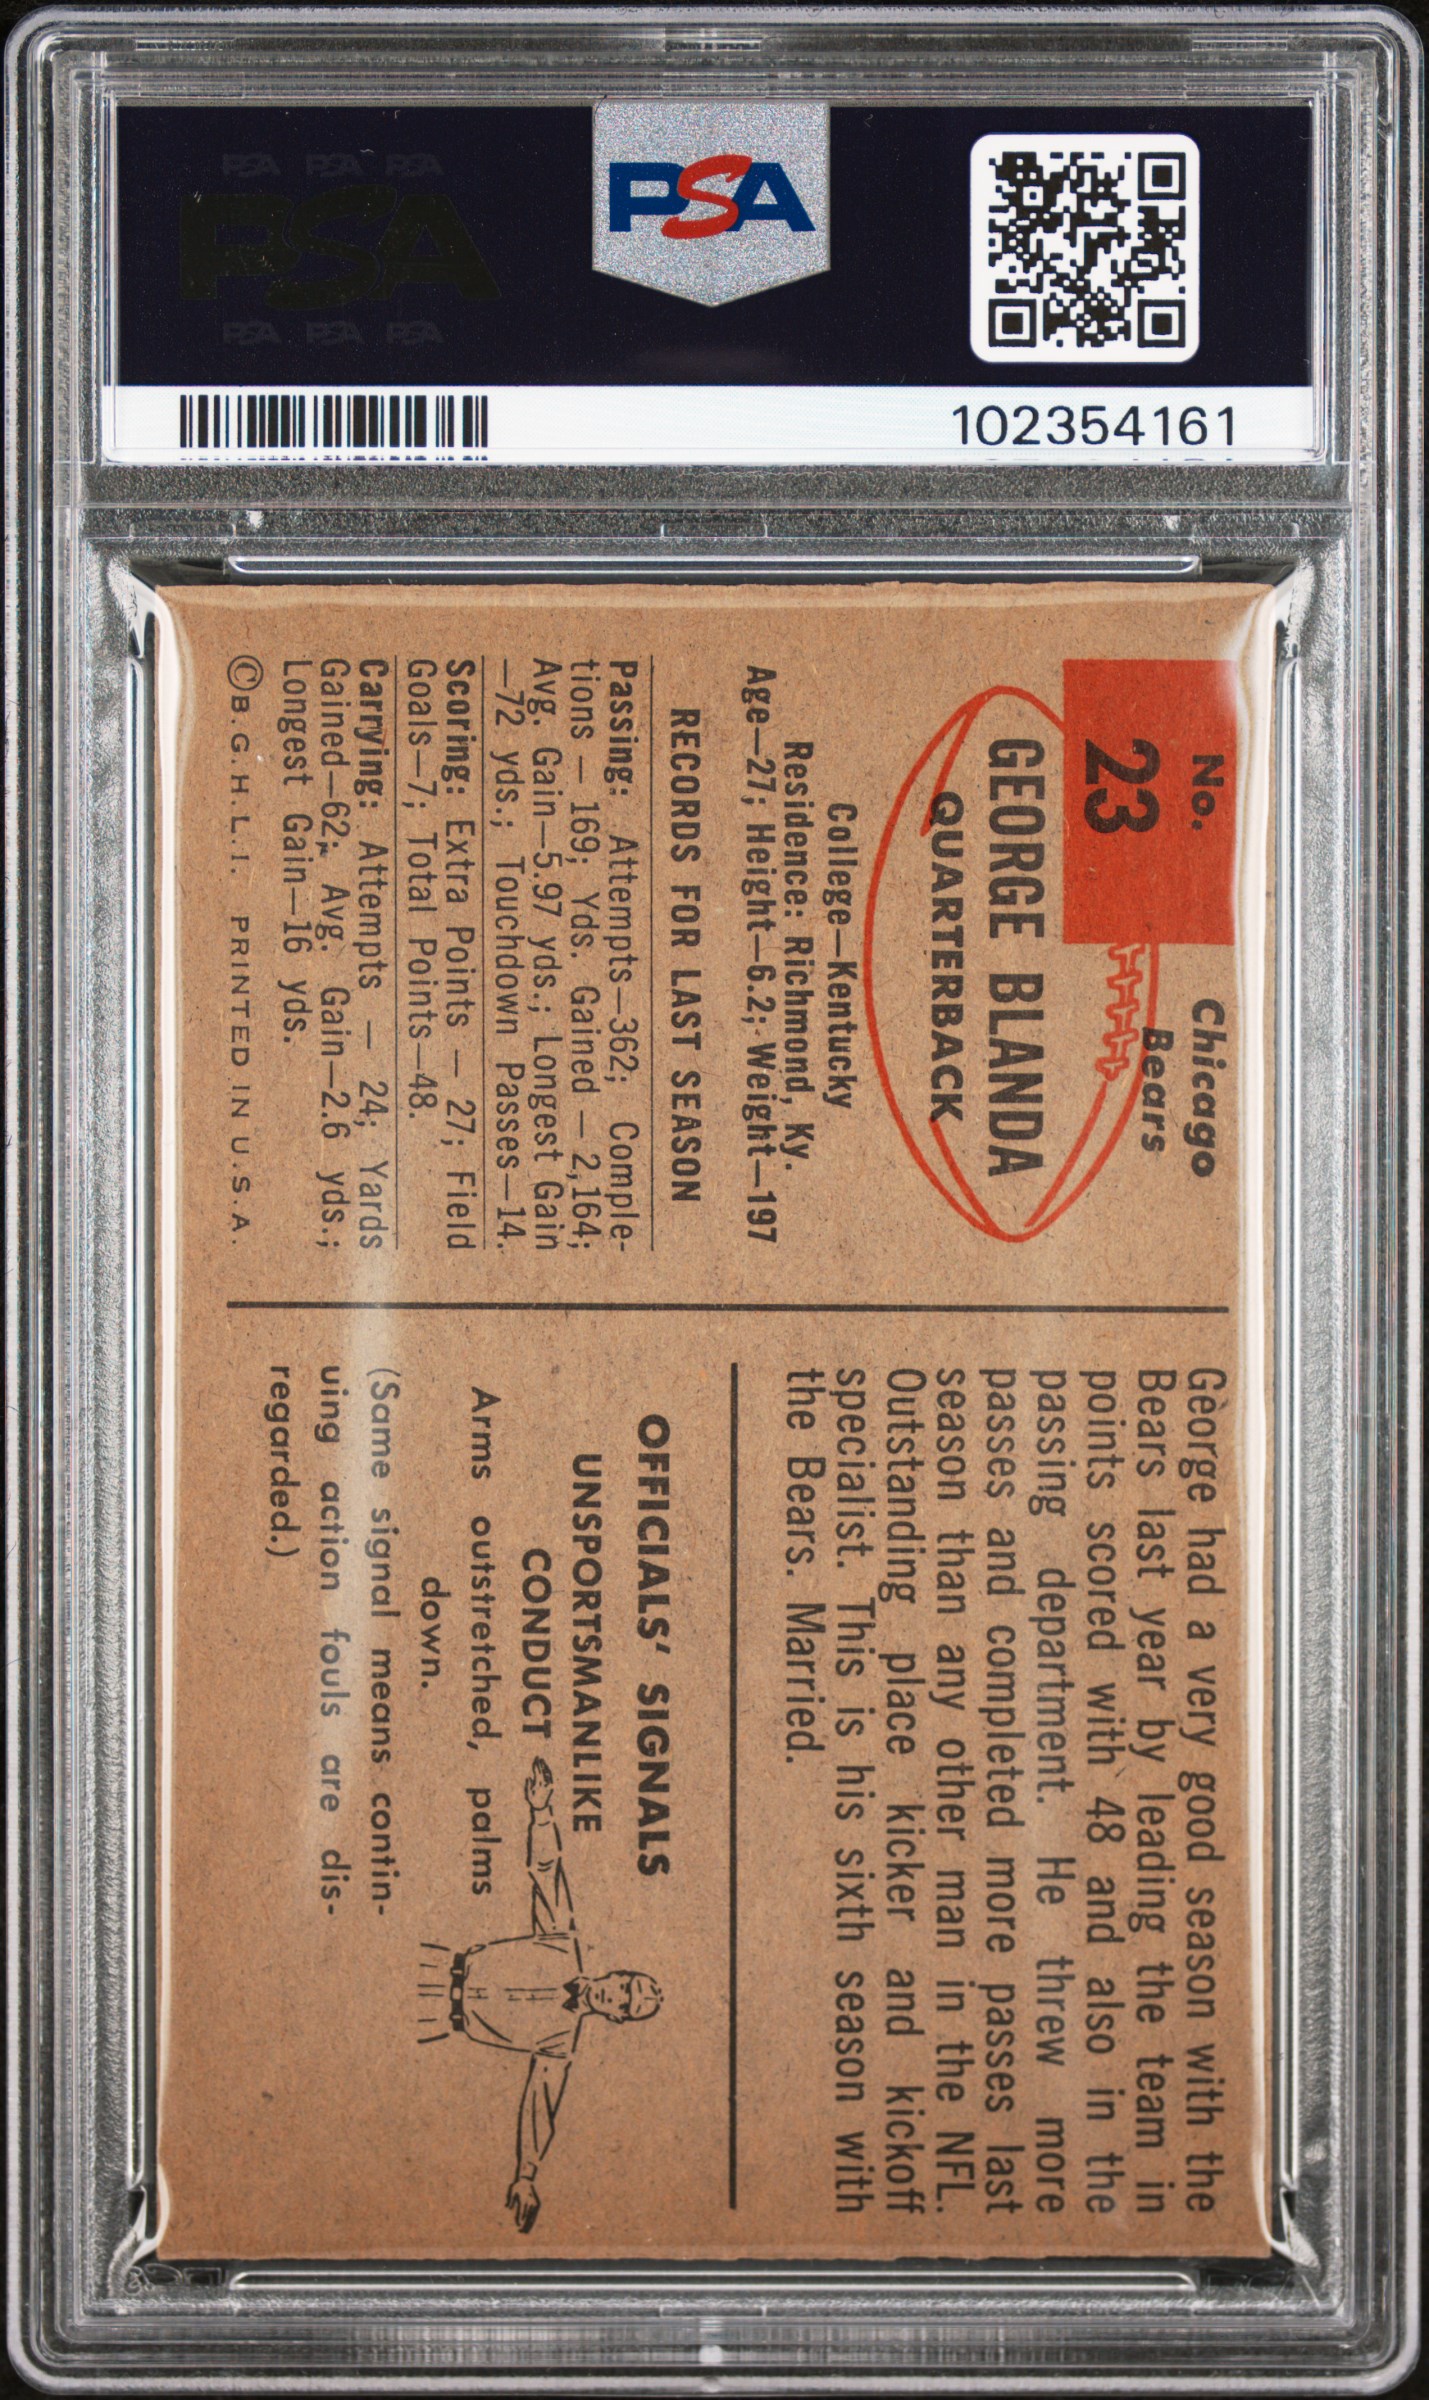 PSA PSA PSA
PSA
PSA PSA PSA
PSA
102354161
No.
23
Chicago
Bears
GEORGE BLANDA
QUARTERBACK
College—Kentucky
Residence: Richmond, Ky.
Age—27; Height—6.2; Weight—197
RECORDS FOR LAST SEASON
Passing: Attempts—362; Comple-
tions — 169; Yds. Gained — 2,164;
Avg. Gain—5.97 yds.; Longest Gain
—72 yds.; Touchdown Passes—14.
Scoring: Extra Points — 27; Field
Goals—7; Total Points—48.
Carrying: Attempts — 24; Yards
Gained—62; Avg. Gain—2.6 yds.;
Longest Gain—16 yds.
©B.G.H.L.I. PRINTED IN U.S.A.
George had a very good season with the
Bears last year by leading the team in
points scored with 48 and also in the
passing department. He threw more
passes and completed more passes last
season than any other man in the NFL.
Outstanding place kicker and kickoff
specialist. This is his sixth season with
the Bears. Married.
OFFICIALS' SIGNALS
UNSPORTSMANLIKE
CONDUCT
Arms outstretched, palms
down.
(Same signal means contin-
uing action fouls are dis-
regarded.)